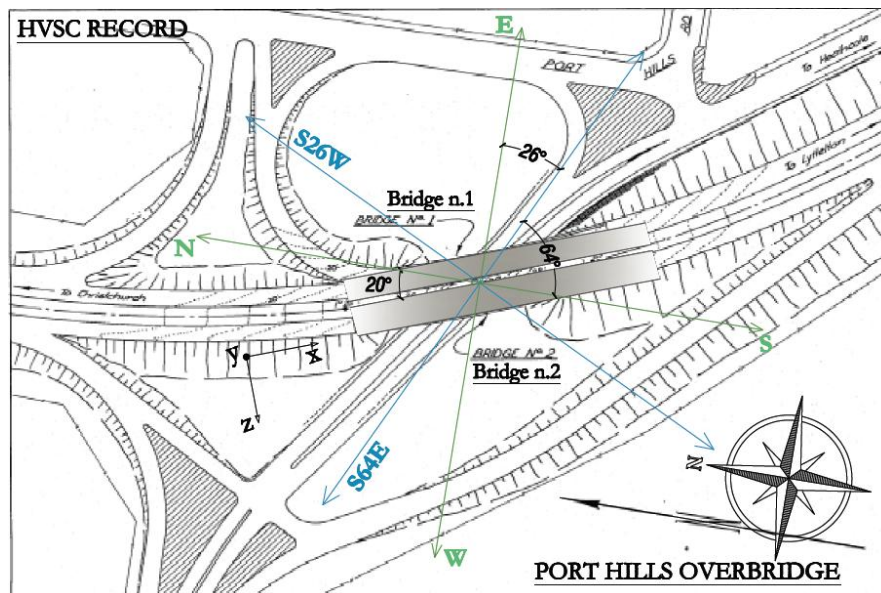 HVSC RECORD
E
PORT HILLS
RD
To Heathcote
S26W
26°
To Lyttelton
Bridge n.1
BRIDGE Nº 1
N
64°
20°
To Christchurch
S
BRIDGE Nº 2
Bridge n.2
y
x
z
N
S64E
W
PORT HILLS OVERBRIDGE